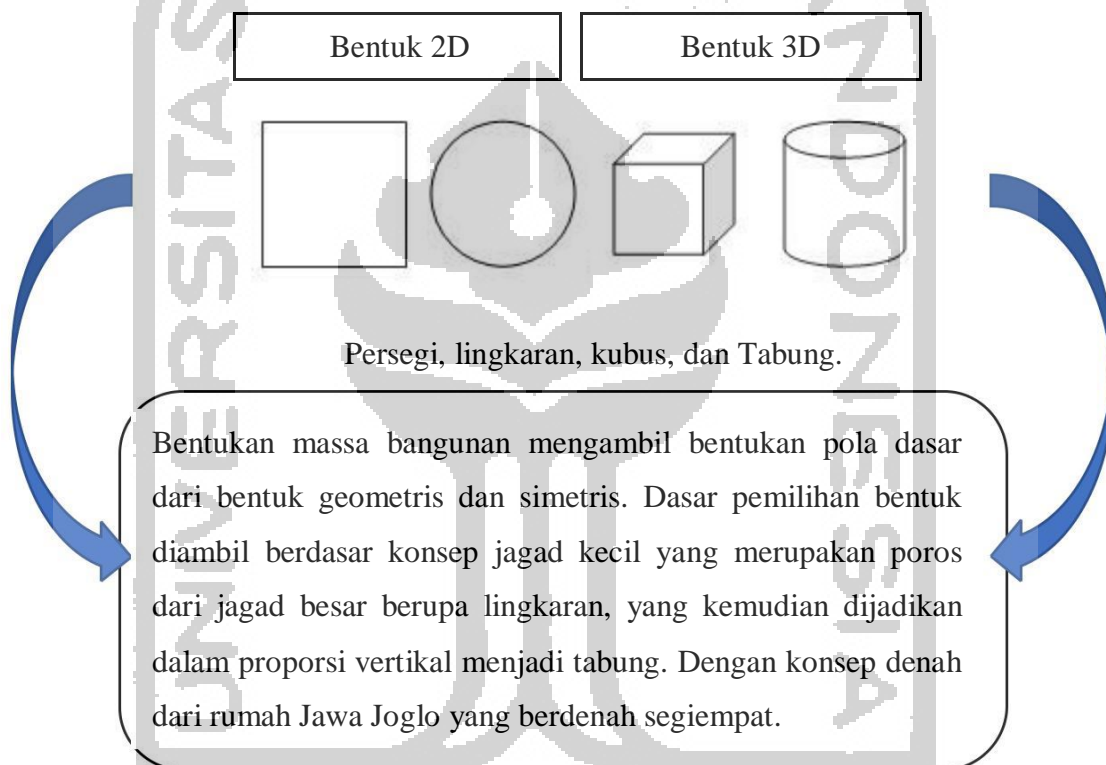 Bentuk 2D
Bentuk 3D
Persegi, lingkaran, kubus, dan Tabung.
Bentukan massa bangunan mengambil bentukan pola dasar
dari bentuk geometris dan simetris. Dasar pemilihan bentuk
diambil berdasar konsep jagad kecil yang merupakan poros
dari jagad besar berupa lingkaran, yang kemudian dijadikan
dalam proporsi vertikal menjadi tabung. Dengan konsep denah
dari rumah Jawa Joglo yang berdenah segiempat.
UNIVERSITAS